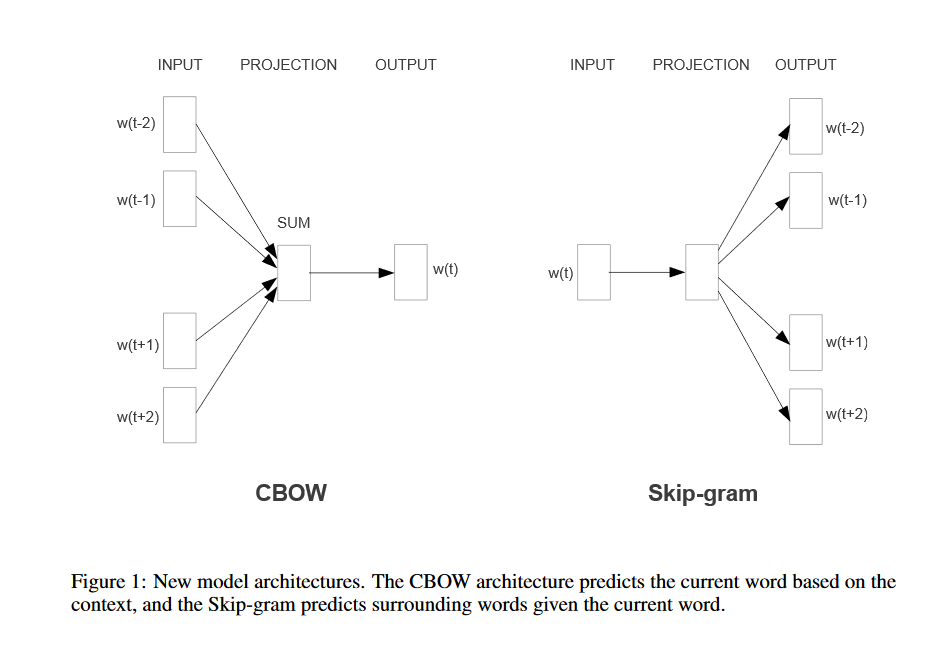 INPUT PROJECTION OUTPUT
w(t-2)
w(t-1)
SUM
w(t)
w(t+1)
w(t+2)
CBOW
INPUT PROJECTION OUTPUT
w(t-2)
w(t-1)
w(t)
w(t+1)
w(t+2)
Skip-gram
Figure 1: New model architectures. The CBOW architecture predicts the current word based on the
context, and the Skip-gram predicts surrounding words given the current word.